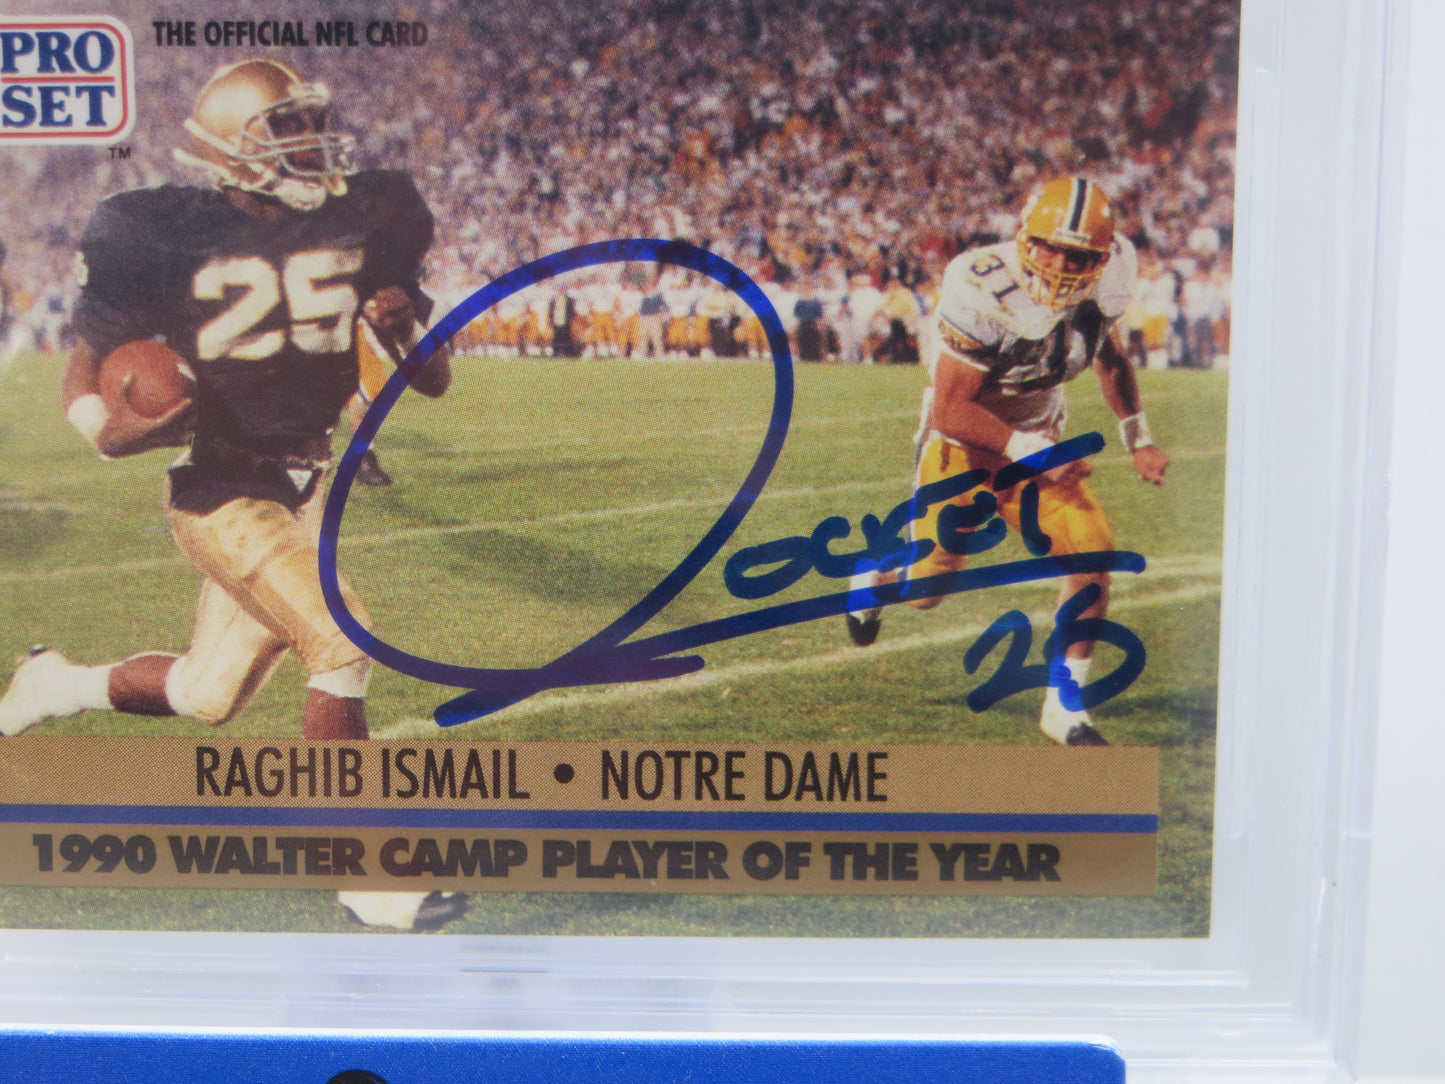 PRO
SET
™
THE OFFICIAL NFL CARD
25
31
Rocket
25
RAGHIB ISMAIL • NOTRE DAME
1990 WALTER CAMP PLAYER OF THE YEAR